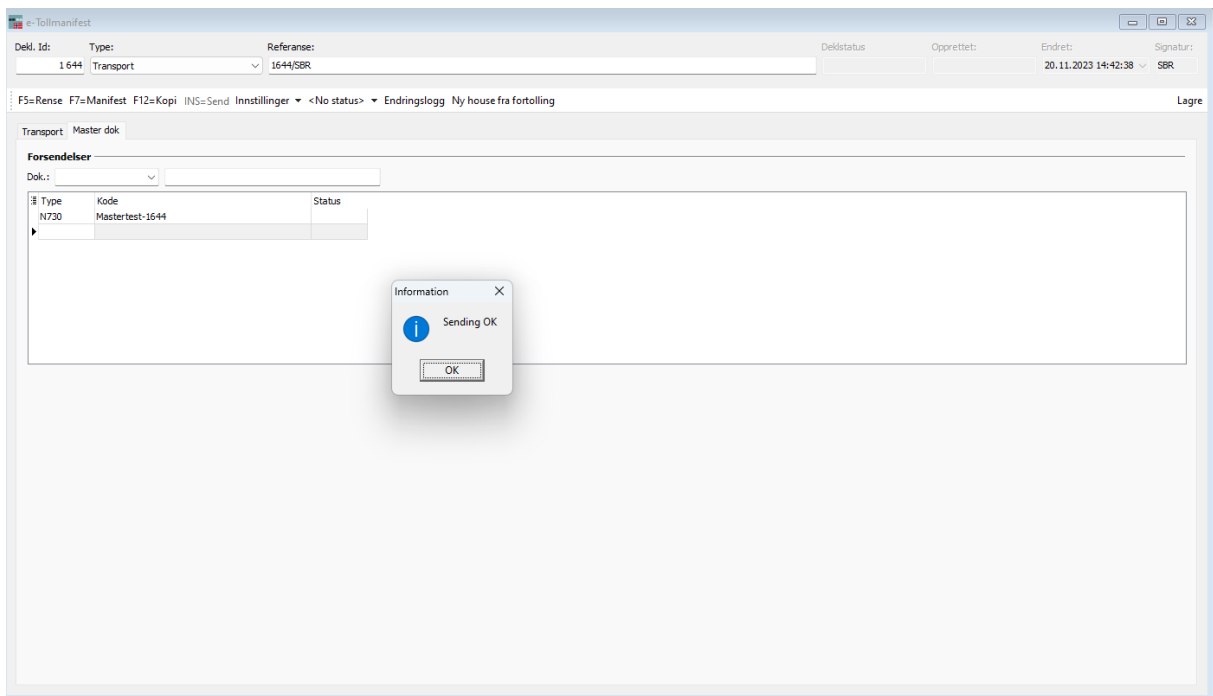 e-Tollmanifest
Dekl. Id: Type: Referanse: Deklstatus Opprettet: Endret: Signatur:
1 644 Transport 1644/SBR 20.11.2023 14:42:38 SBR
F5=Rense F7=Manifest F12=Kopi INS=Send Innstillinger <No status> Endringslogg Ny house fra fortolling Lagre
Transport Master dok
Forsendelser
Dok.:
Type Kode Status
N730 Mastertest-1644
Information
Sending OK
OK